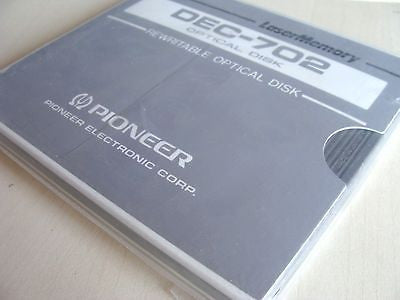 LaserMemory
DEC-702
OPTICAL DISK
REWRITABLE OPTICAL DISK
PIONEER
PIONEER ELECTRONIC CORP.